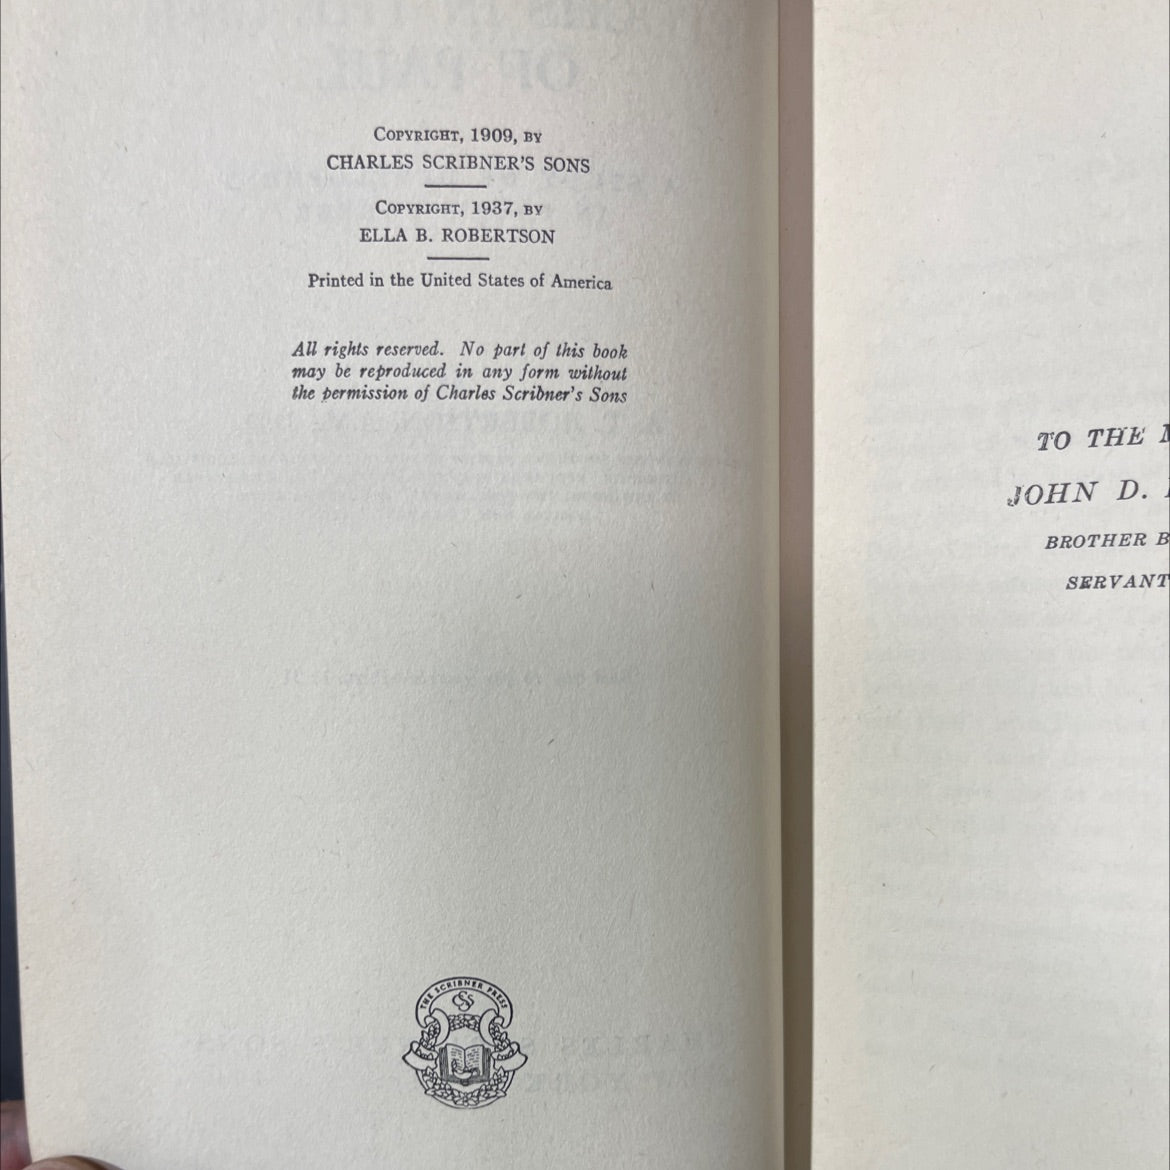 COPYRIGHT, 1909, BY
CHARLES SCRIBNER'S SONS
COPYRIGHT, 1937, BY
ELLA B. ROBERTSON
Printed in the United States of America
All rights reserved. No part of this book
may be reproduced in any form without
the permission of Charles Scribner's Sons
THE SCRIBNER PRESS
CSS
TO THE
JOHN D.
BROTHER
SERVANT